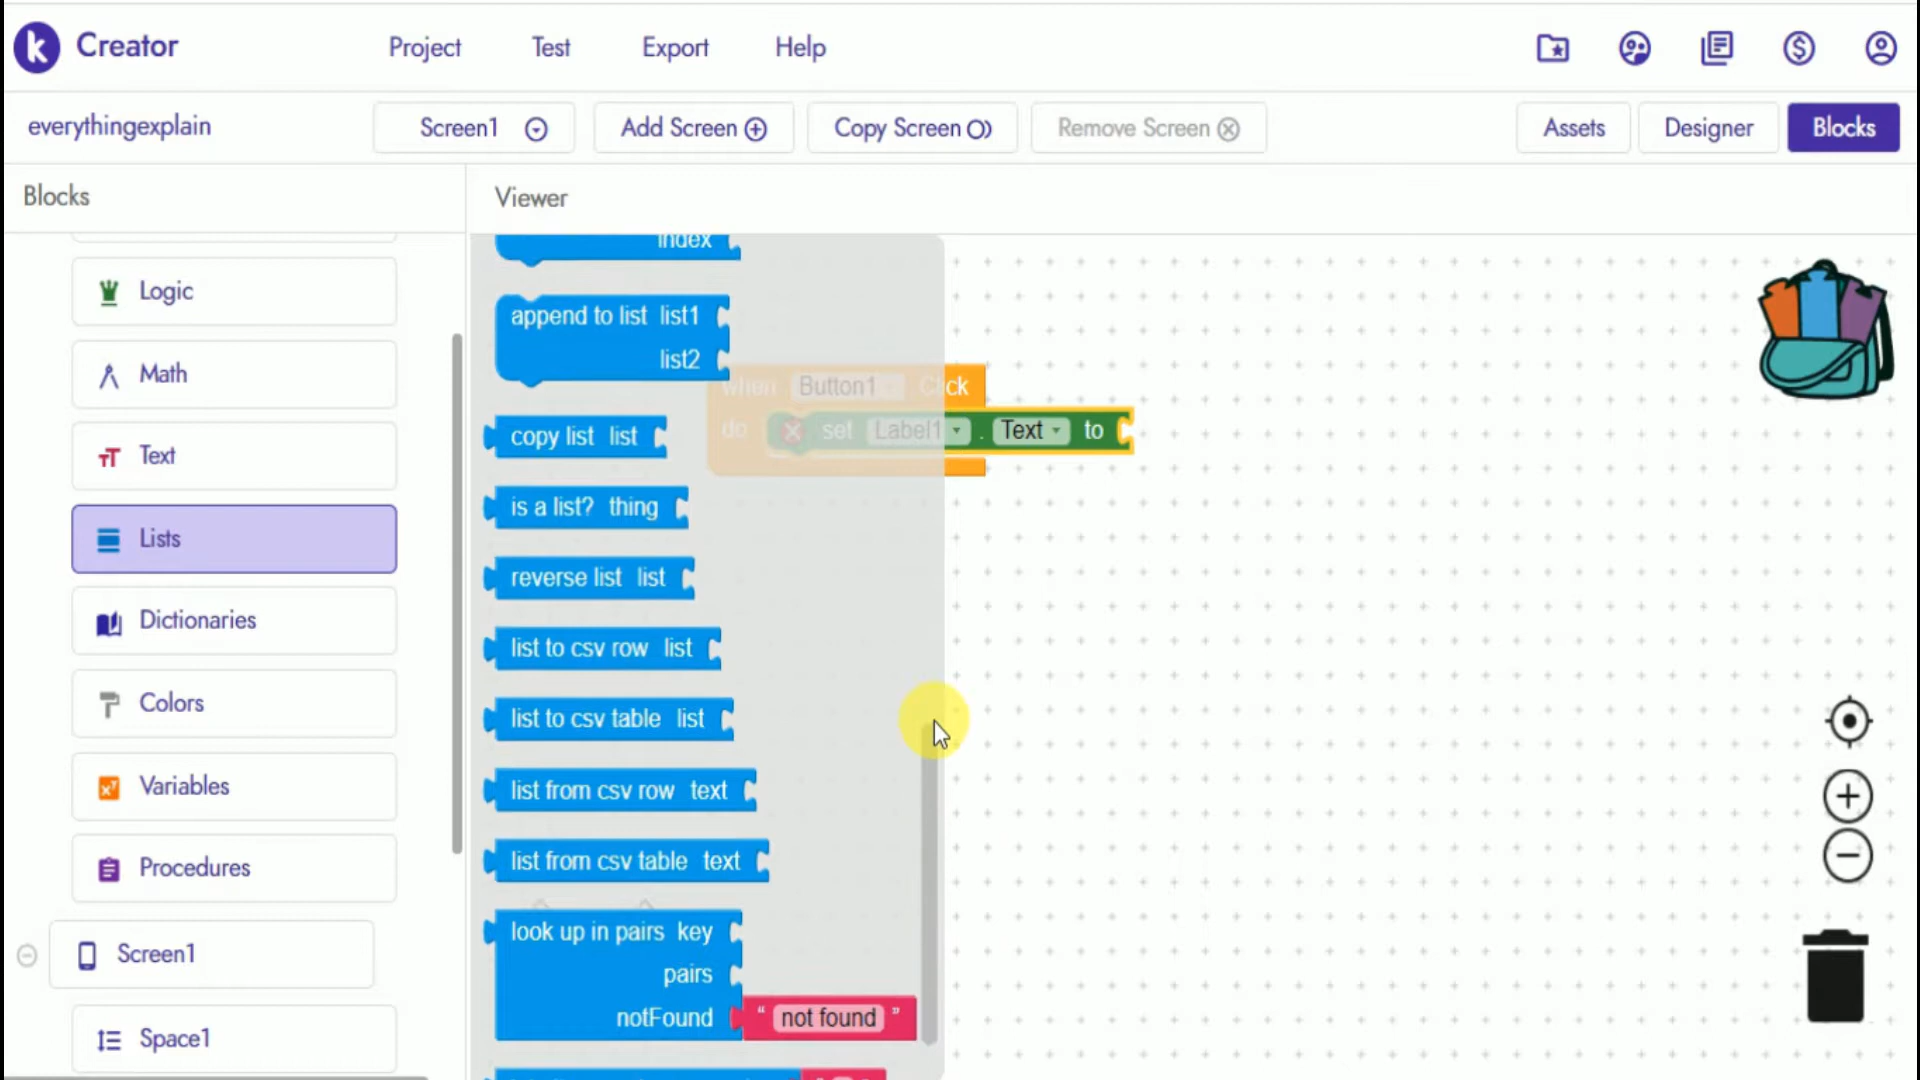 k Creator
Project Test Export Help
everythingexplain
Screen1
Add Screen
Copy Screen
Remove Screen
Assets
Designer
Blocks
Blocks
Viewer
Logic
Math
Text
Lists
Dictionaries
Colors
Variables
Procedures
Screen1
Space1
index
append to list list1
list2
copy list list
is a list? thing
reverse list list
list to csv row list
list to csv table list
list from csv row text
list from csv table text
look up in pairs key
pairs
notFound " not found "
when Button1 . Click
do set Label1 . Text to